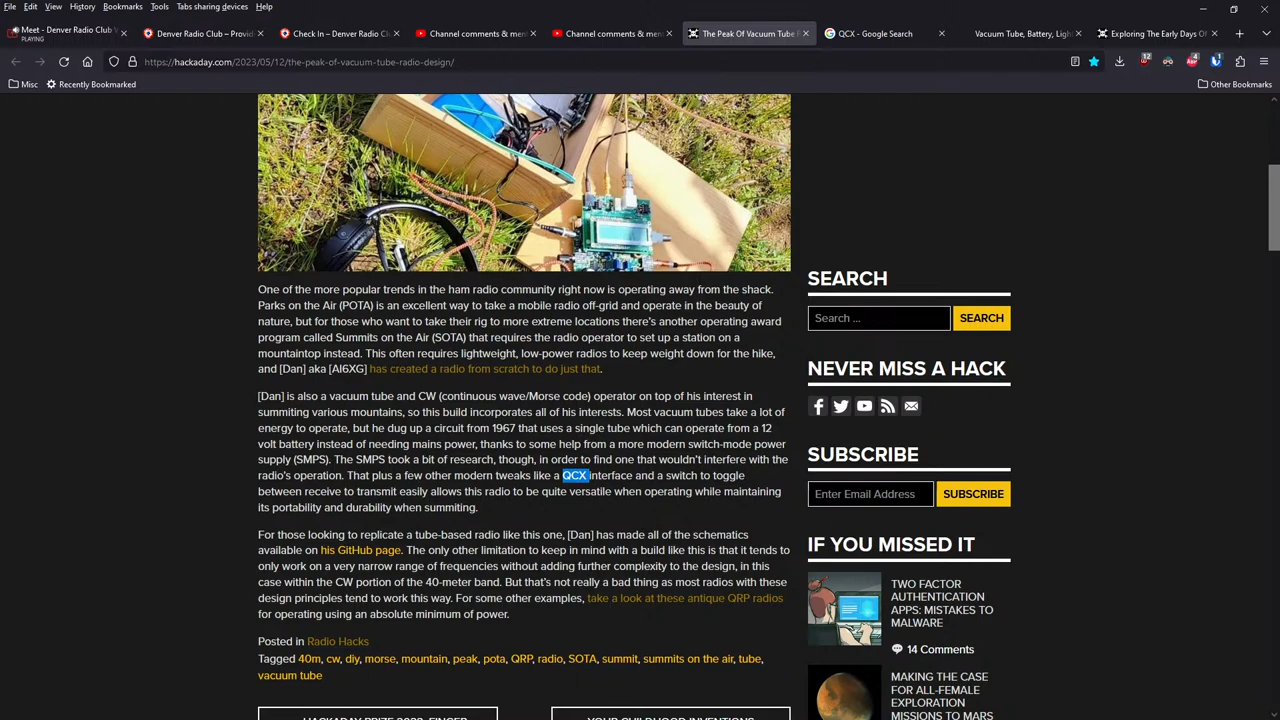 File Edit View History Bookmarks Tools Tabs sharing devices Help
Meet - Denver Radio Club
PLAYING
Denver Radio Club – Provid
Check In – Denver Radio Cl
Channel comments & men
Channel comments & men
The Peak Of Vacuum Tube
QCX - Google Search
Vacuum Tube, Battery, Ligh
Exploring The Early Days Of
https://hackaday.com/2023/05/12/the-peak-of-vacuum-tube-radio-design/
12
4
1
Misc Recently Bookmarked Other Bookmarks
One of the more popular trends in the ham radio community right now is operating away from the shack.
Parks on the Air (POTA) is an excellent way to take a mobile radio off-grid and operate in the beauty of
nature, but for those who want to take their rig to more extreme locations there's another operating award
program called Summits on the Air (SOTA) that requires the radio operator to set up a station on a
mountaintop instead. This often requires lightweight, low-power radios to keep weight down for the hike,
and [Dan] aka [AI6XG] has created a radio from scratch to do just that.
[Dan] is also a vacuum tube and CW (continuous wave/Morse code) operator on top of his interest in
summiting various mountains, so this build incorporates all of his interests. Most vacuum tubes take a lot of
energy to operate, but he dug up a circuit from 1967 that uses a single tube which can operate from a 12
volt battery instead of needing mains power, thanks to some help from a more modern switch-mode power
supply (SMPS). The SMPS took a bit of research, though, in order to find one that wouldn't interfere with the
radio's operation. That plus a few other modern tweaks like a QCX interface and a switch to toggle
between receive to transmit easily allows this radio to be quite versatile when operating while maintaining
its portability and durability when summiting.
For those looking to replicate a tube-based radio like this one, [Dan] has made all of the schematics
available on his GitHub page. The only other limitation to keep in mind with a build like this is that it tends to
only work on a very narrow range of frequencies without adding further complexity to the design, in this
case within the CW portion of the 40-meter band. But that's not really a bad thing as most radios with these
design principles tend to work this way. For some other examples, take a look at these antique QRP radios
for operating using an absolute minimum of power.
Posted in Radio Hacks
Tagged 40m, cw, diy, morse, mountain, peak, pota, QRP, radio, SOTA, summit, summits on the air, tube,
vacuum tube
HACKADAY PRIZE 2023: FINGER
YOUR CHILDHOOD INVENTIONS
SEARCH
Search ... SEARCH
NEVER MISS A HACK
SUBSCRIBE
Enter Email Address SUBSCRIBE
IF YOU MISSED IT
TWO FACTOR
AUTHENTICATION
APPS: MISTAKES TO
MALWARE
14 Comments
MAKING THE CASE
FOR ALL-FEMALE
EXPLORATION
MISSIONS TO MARS